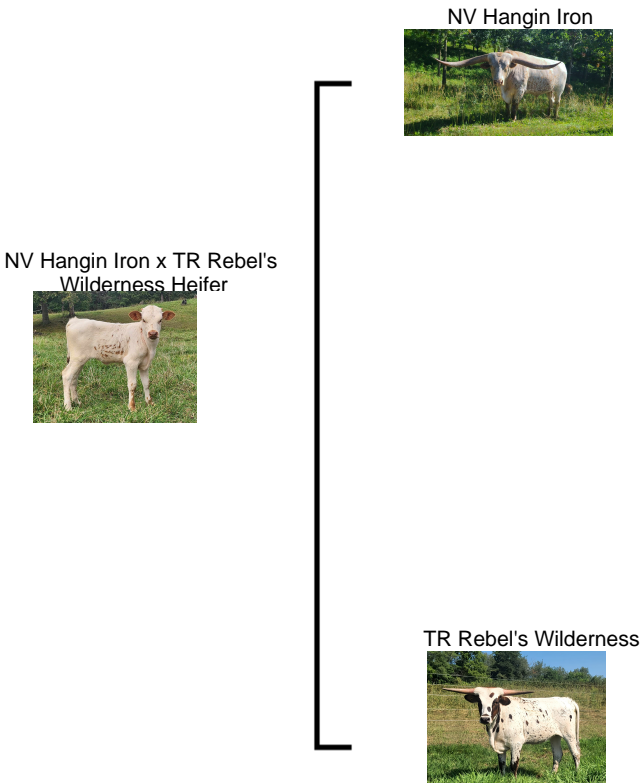 NV Hangin Iron
NV Hangin Iron x TR Rebel's
Wilderness Heifer
TR Rebel's Wilderness